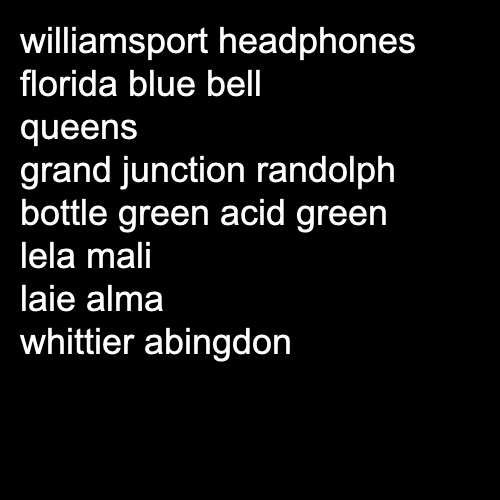 williamsport headphones
florida blue bell
queens
grand junction randolph
bottle green acid green
lela mali
laie alma
whittier abingdon